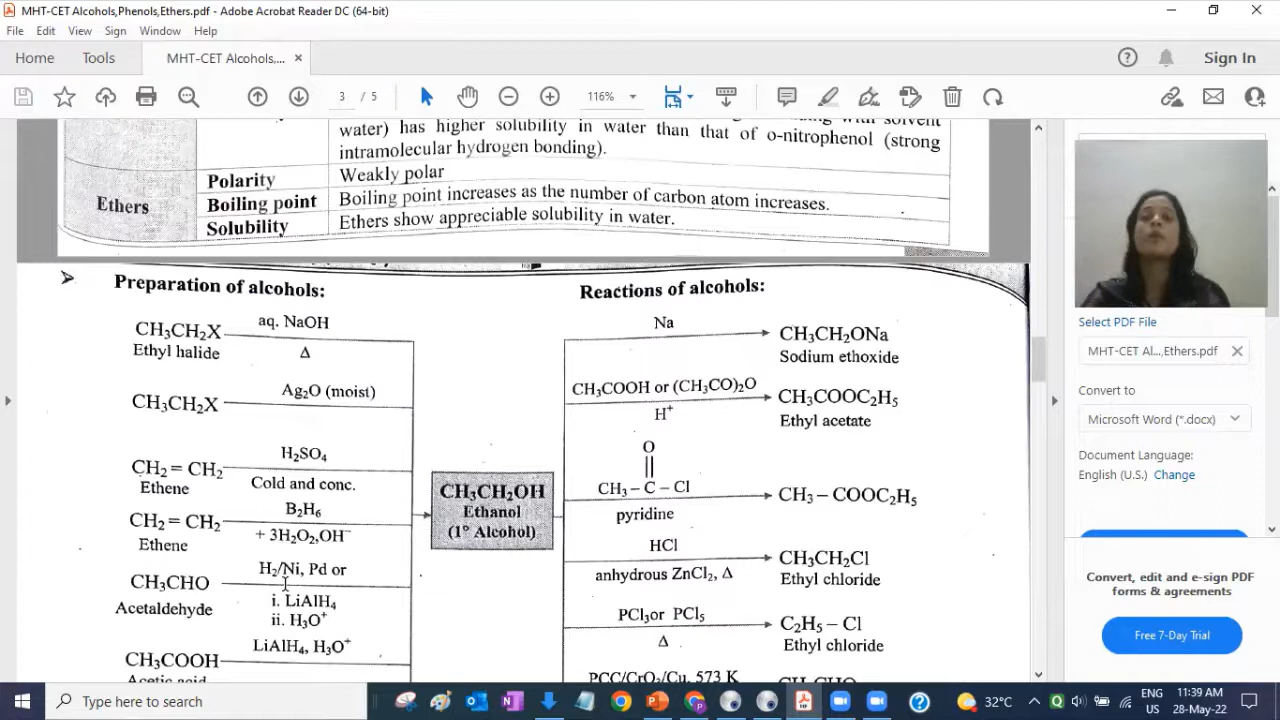 MHT-CET Alcohols,Phenols,Ethers.pdf - Adobe Acrobat Reader DC (64-bit)
File Edit View Sign Window Help
Home Tools MHT-CET Alcohols,... ×
Sign In
3 / 5 116%
water) has higher solubility in water than that of o-nitrophenol (strong
intramolecular hydrogen bonding).
Ethers
Polarity Weakly polar
Boiling point Boiling point increases as the number of carbon atom increases.
Solubility Ethers show appreciable solubility in water.
➢ Preparation of alcohols:
CH₃CH₂X aq. NaOH
Ethyl halide Δ
CH₃CH₂X Ag₂O (moist)
CH₂ = CH₂ H₂SO₄
Ethene Cold and conc.
CH₂ = CH₂ B₂H₆
Ethene + 3H₂O₂,OH⁻
CH₃CHO H₂/Ni, Pd or
Acetaldehyde i. LiAlH₄
ii. H₃O⁺
CH₃COOH LiAlH₄, H₃O⁺
Acetic acid
CH₃CH₂OH
Ethanol
(1° Alcohol)
Reactions of alcohols:
Na CH₃CH₂ONa
Sodium ethoxide
CH₃COOH or (CH₃CO)₂O CH₃COOC₂H₅
H⁺ Ethyl acetate
O
||
CH₃ – C – Cl CH₃ – COOC₂H₅
pyridine
HCl CH₃CH₂Cl
anhydrous ZnCl₂, Δ Ethyl chloride
PCl₃or PCl₅ C₂H₅ – Cl
Δ Ethyl chloride
PCC/CrO₃/Cu, 573 K CH₃CHO
Select PDF File
MHT-CET Al...,Ethers.pdf ×
Convert to
Microsoft Word (*.docx)
Document Language:
English (U.S.) Change
Convert, edit and e-sign PDF
forms & agreements
Free 7-Day Trial
Type here to search
32°C
ENG
US
11:39 AM
28-May-22